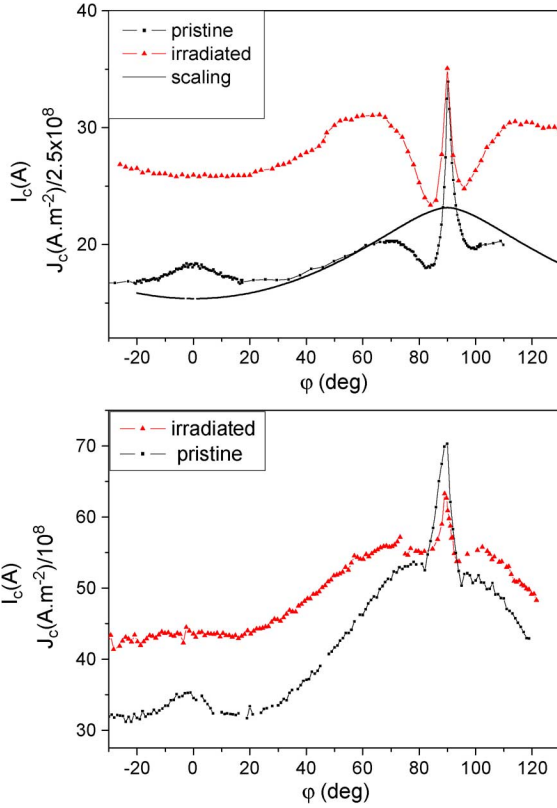 40
30
20
pristine
irradiated
scaling
I_c(A)
J_c(A.m^-2)/2.5x10^8
-20 0 20 40 60 80 100 120
φ (deg)
70
60
50
40
30
irradiated
pristine
I_c(A)
J_c(A.m^-2)/10^8
-20 0 20 40 60 80 100 120
φ (deg)